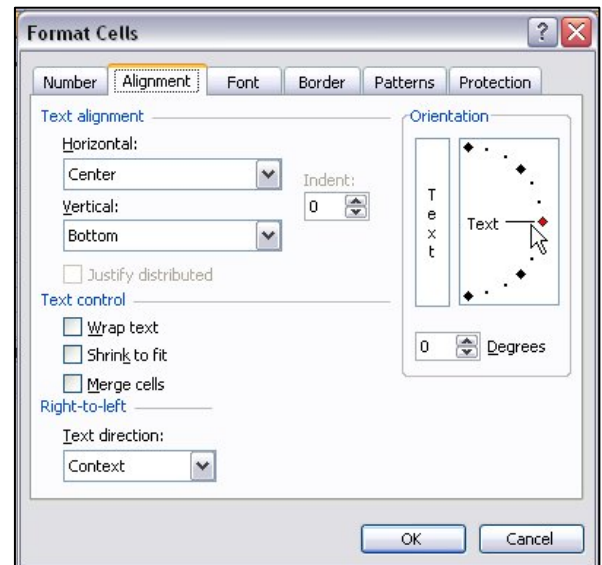 Format Cells
Number Alignment Font Border Patterns Protection
Text alignment
Horizontal:
Center
Indent:
0
Vertical:
Bottom
Justify distributed
Text control
Wrap text
Shrink to fit
Merge cells
Right-to-left
Text direction:
Context
Orientation
Text
Text
0 Degrees
OK Cancel